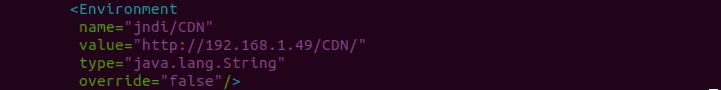 <Environment
name="jndi/CDN"
value="http://192.168.1.49/CDN/"
type="java.lang.String"
override="false"/>